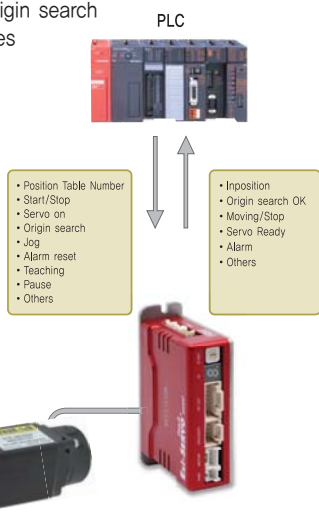 rigin search
es
PLC
• Position Table Number
• Start/Stop
• Servo on
• Origin search
• Jog
• Alarm reset
• Teaching
• Pause
• Others
• Inposition
• Origin search OK
• Moving/Stop
• Servo Ready
• Alarm
• Others